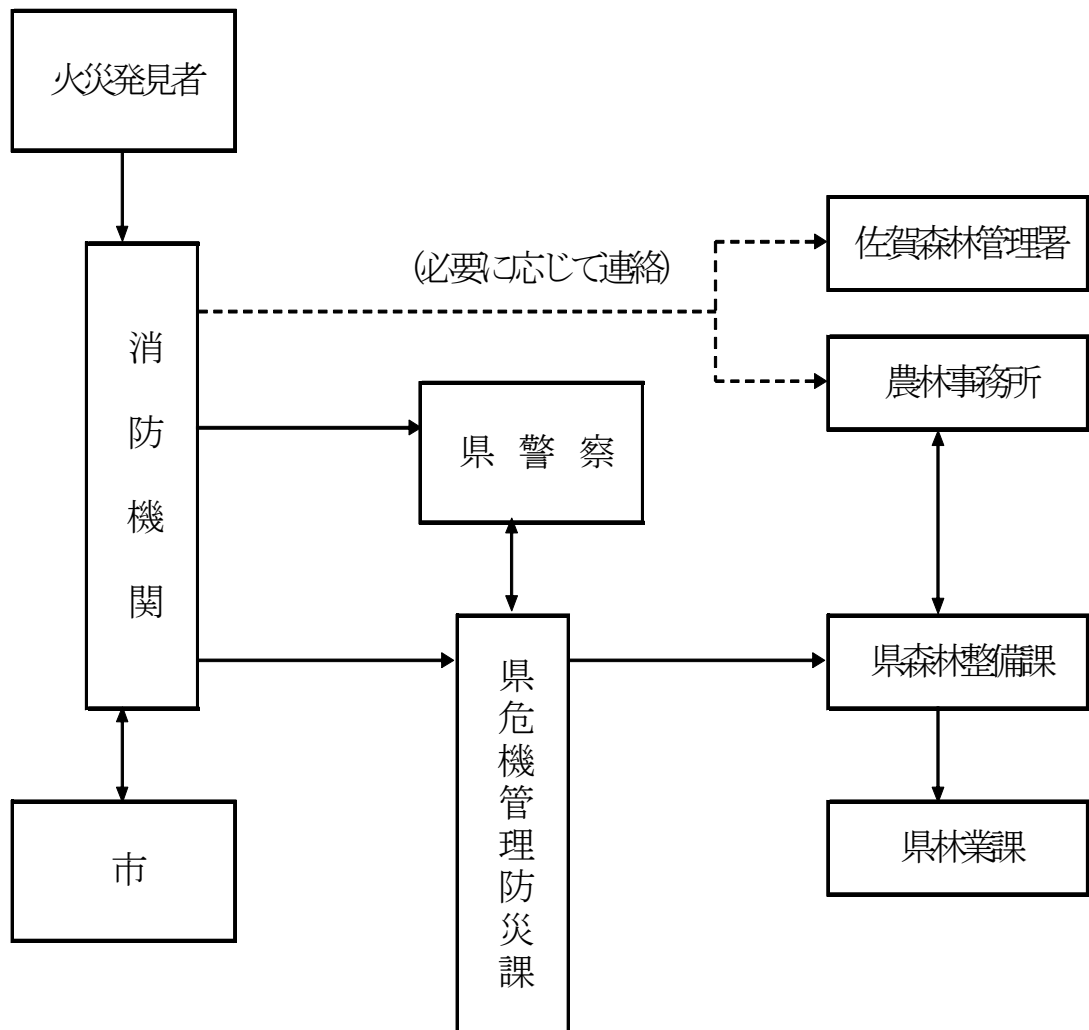 火災発見者
佐賀森林管理署
(必要に応じて連絡)
消防機関
農林事務所
県警察
県森林整備課
県危機管理防災課
市
県林業課